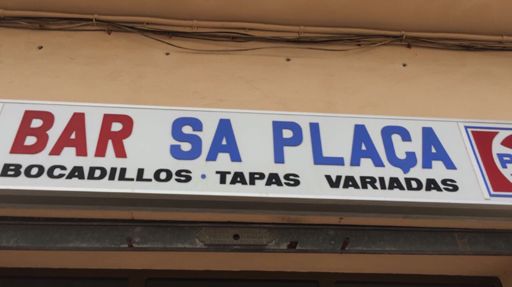 BAR SA PLAÇA
BOCADILLOS · TAPAS VARIADAS